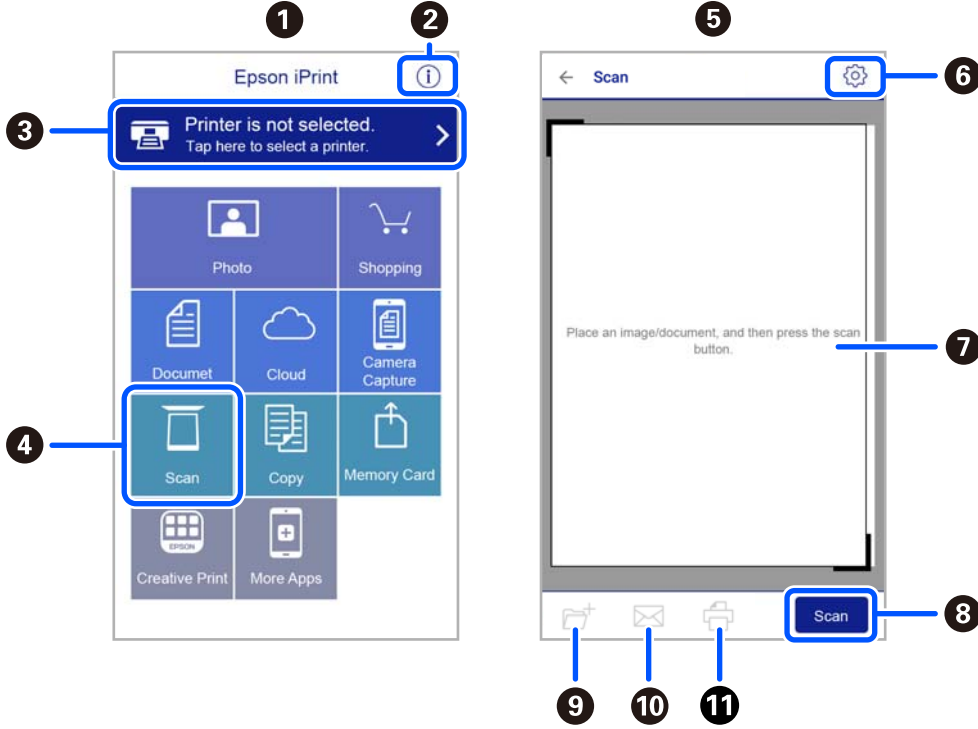 1
2
5
Epson iPrint
Scan
6
3
Printer is not selected.
Tap here to select a printer.
Photo
Shopping
Place an image/document, and then press the scan
button.
7
Documet
Cloud
Camera
Capture
4
Scan
Copy
Memory Card
EPSON
Creative Print
More Apps
Scan
8
9
10
11